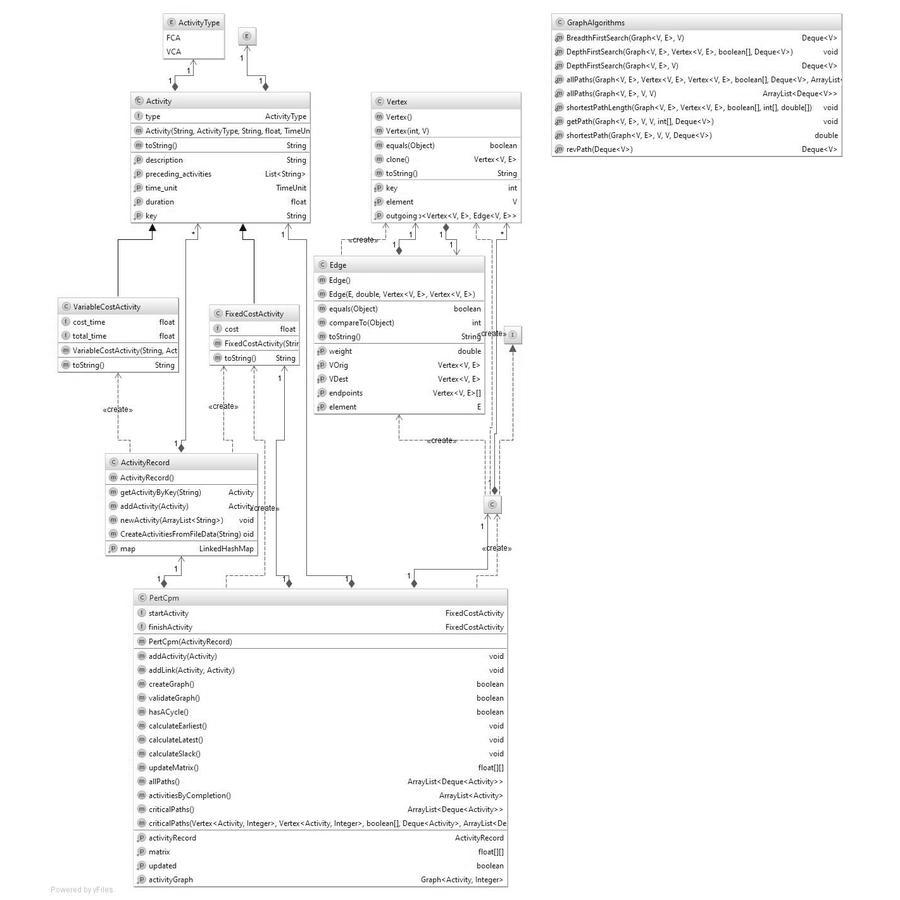 ActivityType
FCA
VCA
E
1
1
1
1
Activity
type ActivityType
Activity(String, ActivityType, String, float, TimeUn
toString() String
description String
preceding_activities List<String>
time_unit TimeUnit
duration float
key String
Vertex
Vertex()
Vertex(int, V)
equals(Object) boolean
clone() Vertex<V, E>
toString() String
key int
element V
outgoing ><Vertex<V, E>, Edge<V, E>>
GraphAlgorithms
BreadthFirstSearch(Graph<V, E>, V) Deque<V>
DepthFirstSearch(Graph<V, E>, Vertex<V, E>, boolean[], Deque<V>) void
DepthFirstSearch(Graph<V, E>, V) Deque<V>
allPaths(Graph<V, E>, Vertex<V, E>, Vertex<V, E>, boolean[], Deque<V>, ArrayList<
allPaths(Graph<V, E>, V, V) ArrayList<Deque<V>>
shortestPathLength(Graph<V, E>, Vertex<V, E>, boolean[], int[], double[]) void
getPath(Graph<V, E>, V, V, int[], Deque<V>)
shortestPath(Graph<V, E>, V, V, Deque<V>) double
revPath(Deque<V>) Deque<V>
*
1
«create»
1
1
1
1
*
Edge
Edge()
Edge(E, double, Vertex<V, E>, Vertex<V, E>)
equals(Object) boolean
compareTo(Object) int
toString() String
weight double
VOrig Vertex<V, E>
VDest Vertex<V, E>
endpoints Vertex<V, E>[]
element E
«create»
I
VariableCostActivity
cost_time float
total_time float
VariableCostActivity(String, Act
toString() String
FixedCostActivity
cost float
FixedCostActivity(Strin
toString() String
1
«create»
«create»
«create»
1
ActivityRecord
ActivityRecord()
getActivityByKey(String) Activity
addActivity(Activity) Activity
newActivity(ArrayList<String>) void
CreateActivitiesFromFileData(String) oid
map LinkedHashMap
«create»
C
1
1
«create»
1
1
1
1
1
PertCpm
startActivity FixedCostActivity
finishActivity FixedCostActivity
PertCpm(ActivityRecord)
addActivity(Activity) void
addLink(Activity, Activity) void
createGraph() boolean
validateGraph() boolean
hasACycle() boolean
calculateEarliest() void
calculateLatest() void
calculateSlack() void
updateMatrix() float[][]
allPaths() ArrayList<Deque<Activity>>
activitiesByCompletion() ArrayList<Activity>
criticalPaths() ArrayList<Deque<Activity>>
criticalPaths(Vertex<Activity, Integer>, Vertex<Activity, Integer>, boolean[], Deque<Activity>, ArrayList<De
activityRecord ActivityRecord
matrix float[][]
updated boolean
activityGraph Graph<Activity, Integer>
Powered by yFiles